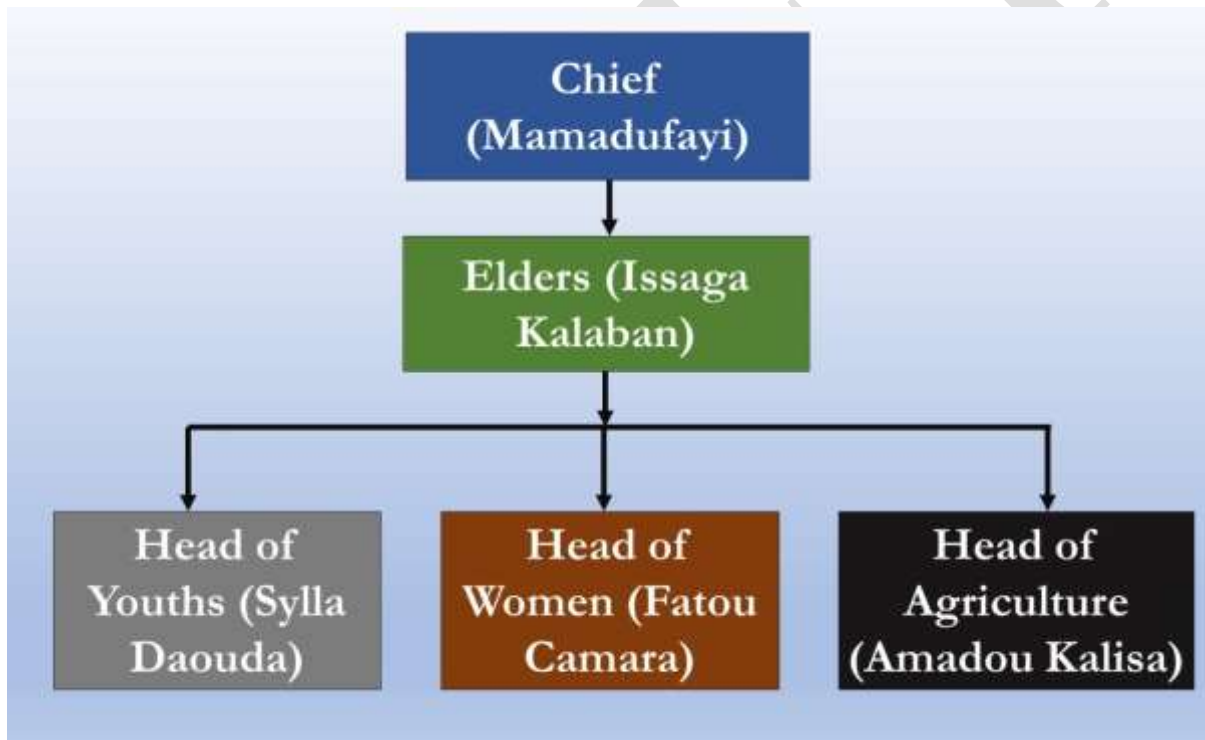 Chief
(Mamadufayi)
Elders (Issaga
Kalaban)
Head of
Youths (Sylla
Daouda)
Head of
Women (Fatou
Camara)
Head of
Agriculture
(Amadou Kalisa)